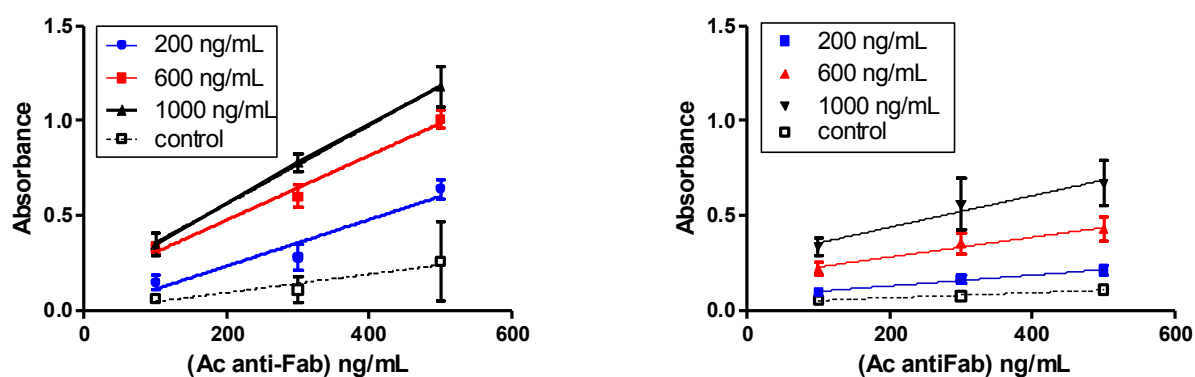 1.5
1.0
0.5
0.0
Absorbance
200 ng/mL
600 ng/mL
1000 ng/mL
control
0
200
400
600
(Ac anti-Fab) ng/mL
1.5
1.0
0.5
0.0
Absorbance
200 ng/mL
600 ng/mL
1000 ng/mL
control
0
200
400
600
(Ac antiFab) ng/mL